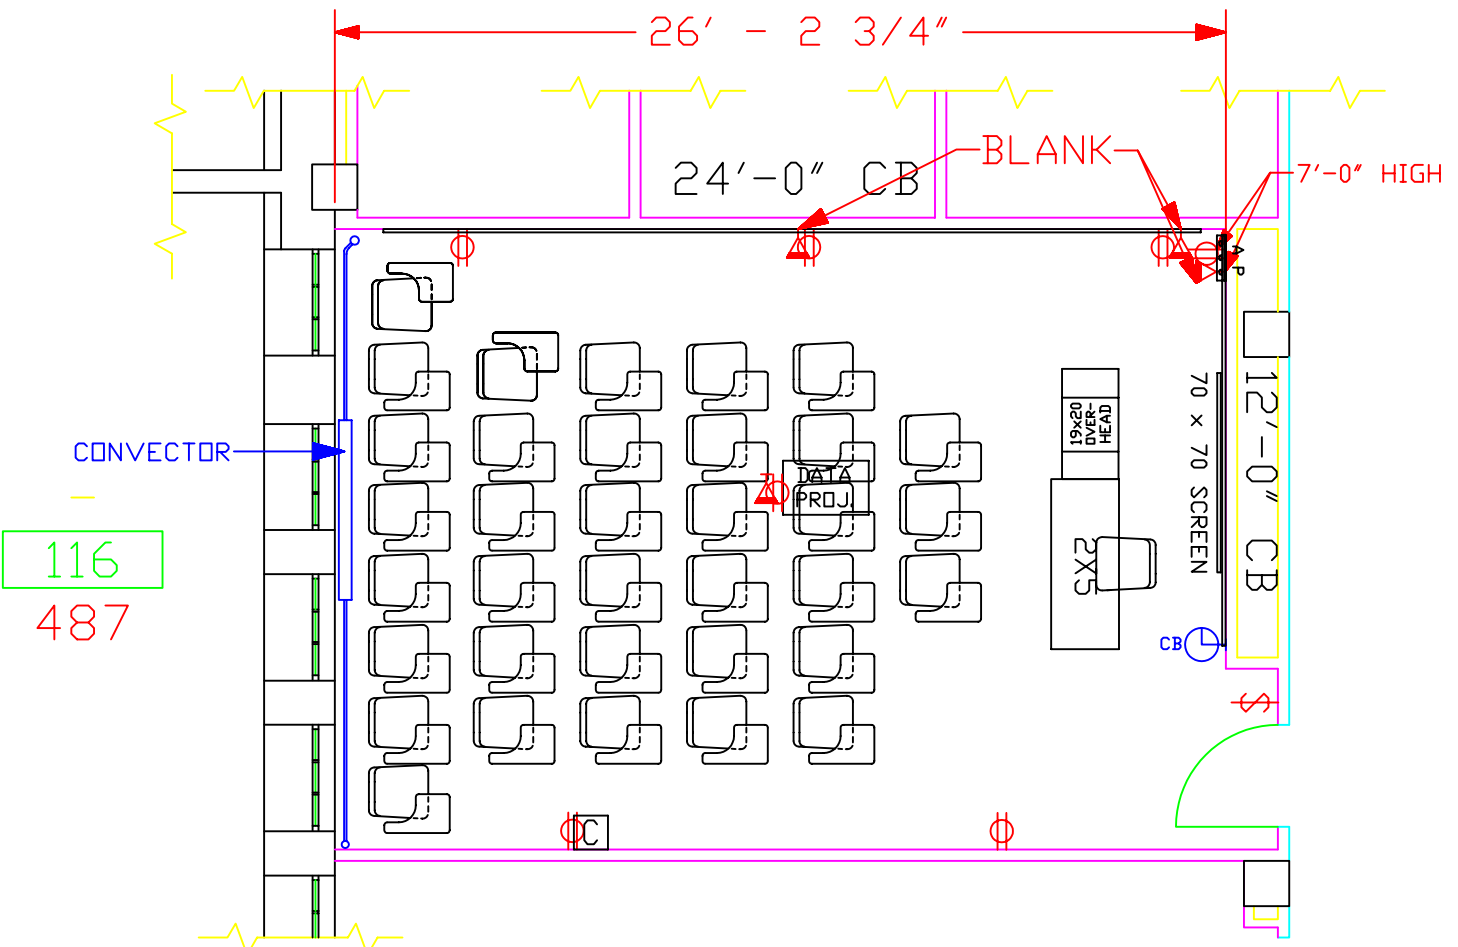 26' - 2 3/4"
BLANK
24'-0" CB
7'-0" HIGH
A P
CONVECTOR
19x20
OVER-
HEAD
70 x 70 SCREEN
12'-0" CB
DATA
PROJ.
116
487
2X5
CB
$
C